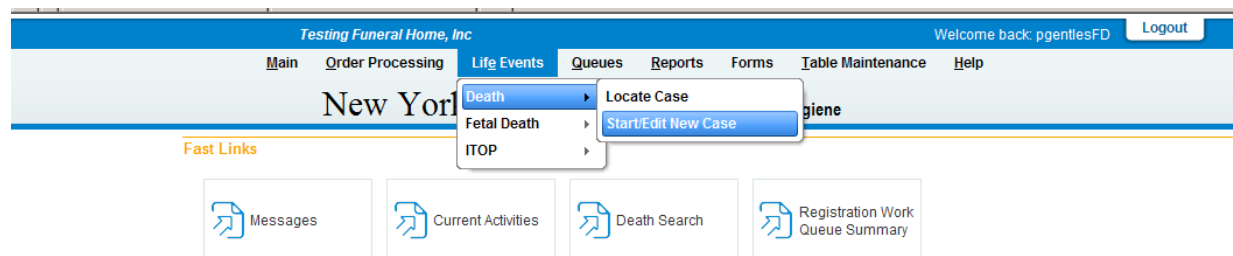 Testing Funeral Home, Inc
Welcome back: pgentlesFD
Logout
Main Order Processing Life Events Queues Reports Forms Table Maintenance Help
New Yor giene
Death
Fetal Death
ITOP
Locate Case
Start/Edit New Case
Fast Links
Messages
Current Activities
Death Search
Registration Work
Queue Summary